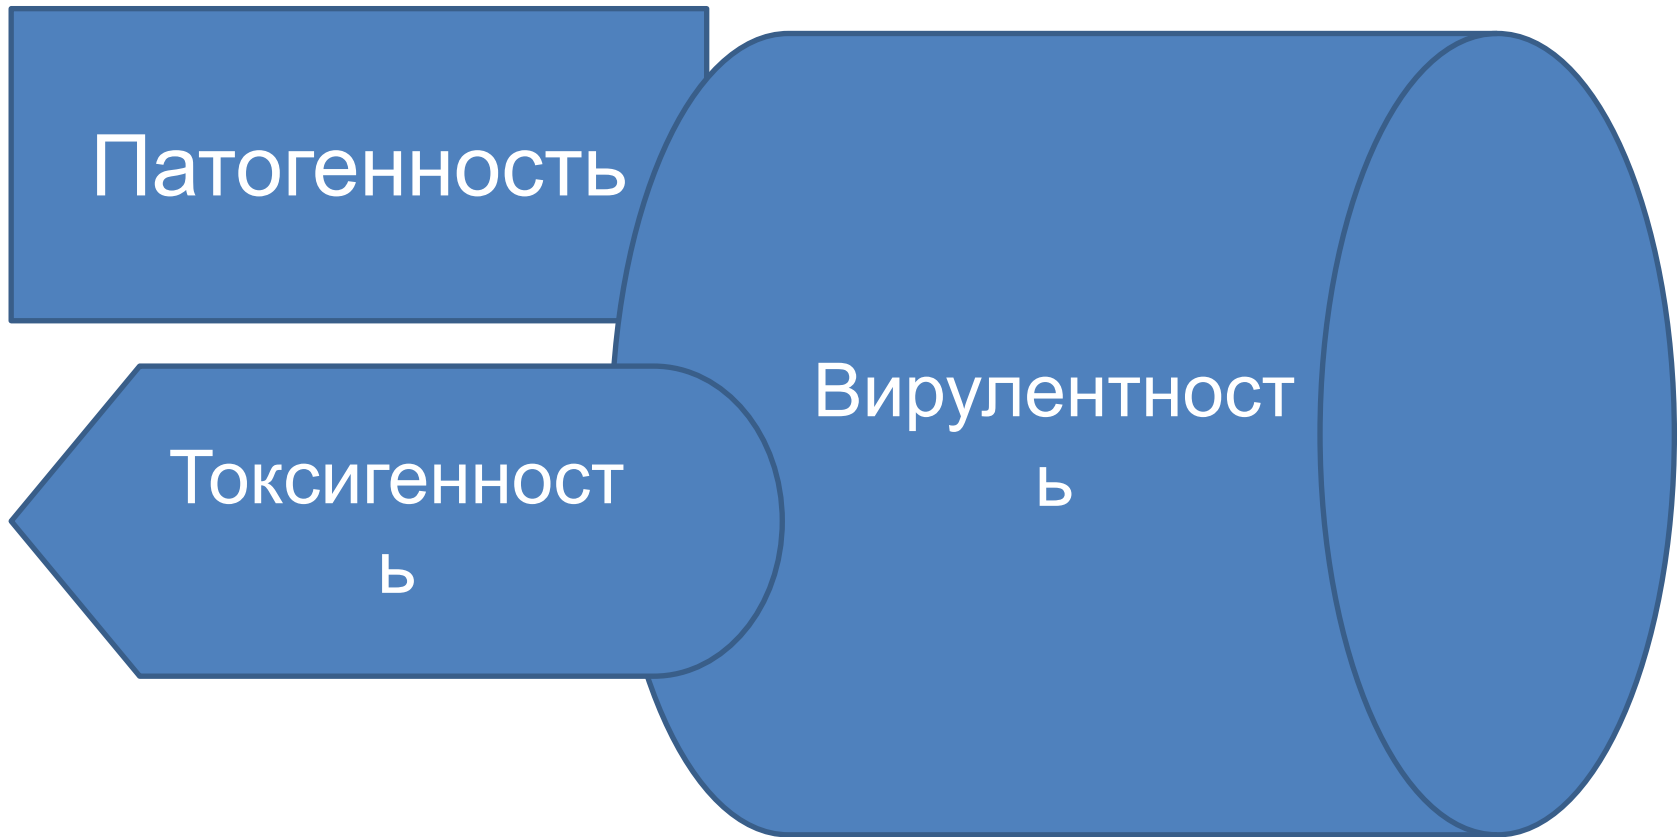 Патогенность
Вирулентност
ь
Токсигенност
ь